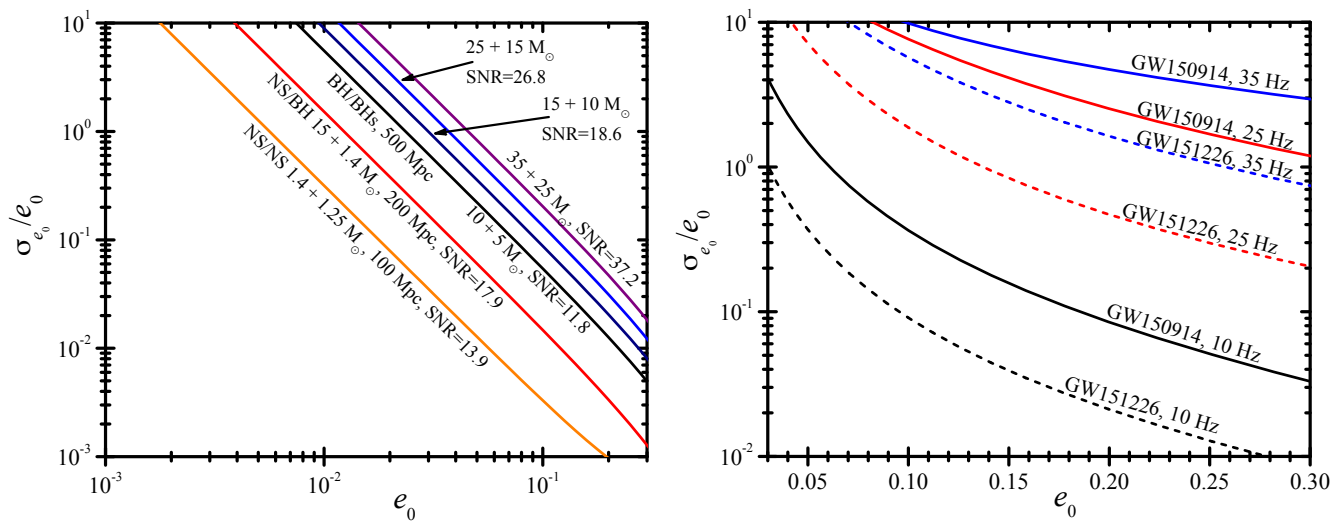 10^1
10^0
10^-1
10^-2
10^-3
σ_e₀/e₀
25 + 15 M_⊙
SNR=26.8
15 + 10 M_⊙
SNR=18.6
NS/NS 1.4 + 1.25 M_⊙, 100 Mpc, SNR=13.9
NS/BH 15 + 1.4 M_⊙, 200 Mpc, SNR=17.9
BH/BHs, 500 Mpc
10 + 5 M_⊙, SNR=11.8
35 + 25 M_⊙, SNR=37.2
10^-3
10^-2
10^-1
e₀
10^1
10^0
10^-1
10^-2
σ_e₀/e₀
GW150914, 35 Hz
GW150914, 25 Hz
GW151226, 35 Hz
GW151226, 25 Hz
GW150914, 10 Hz
GW151226, 10 Hz
0.05
0.10
0.15
0.20
0.25
0.30
e₀